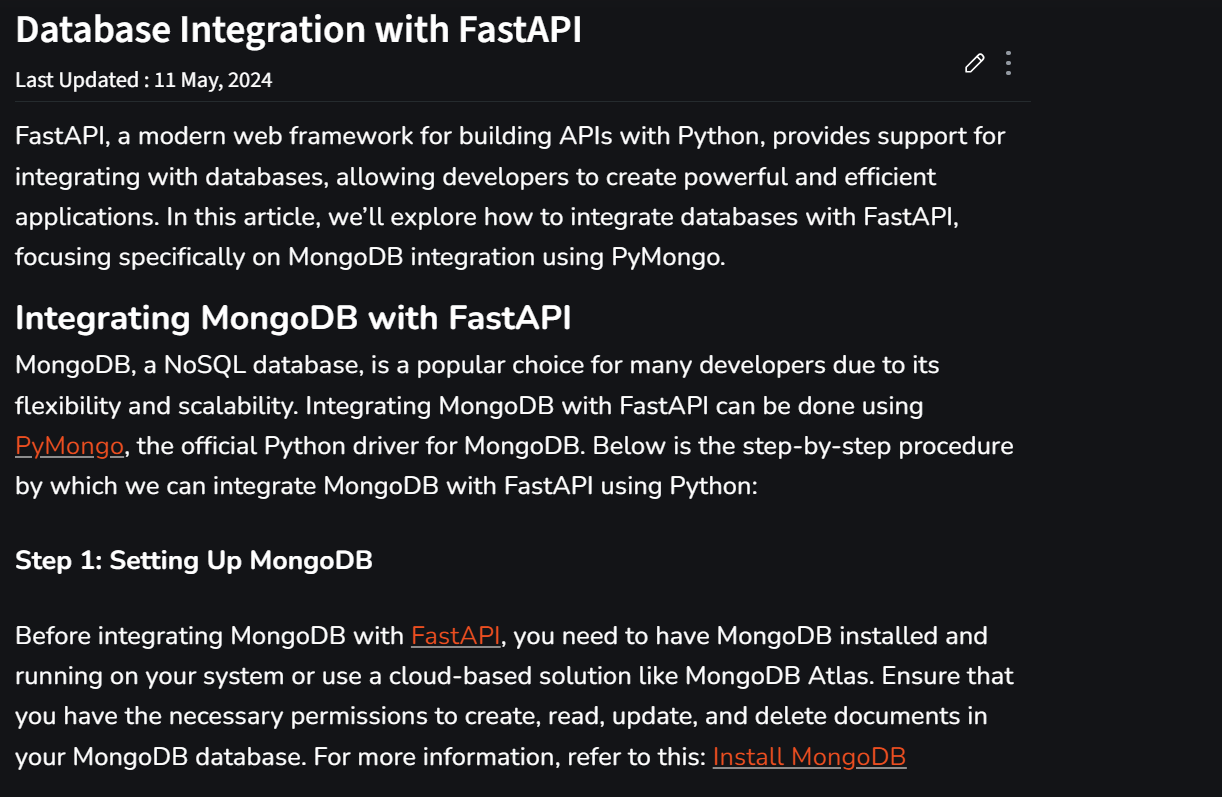 Database Integration with FastAPI
Last Updated : 11 May, 2024
FastAPI, a modern web framework for building APIs with Python, provides support for
integrating with databases, allowing developers to create powerful and efficient
applications. In this article, we’ll explore how to integrate databases with FastAPI,
focusing specifically on MongoDB integration using PyMongo.
Integrating MongoDB with FastAPI
MongoDB, a NoSQL database, is a popular choice for many developers due to its
flexibility and scalability. Integrating MongoDB with FastAPI can be done using
PyMongo, the official Python driver for MongoDB. Below is the step-by-step procedure
by which we can integrate MongoDB with FastAPI using Python:
Step 1: Setting Up MongoDB
Before integrating MongoDB with FastAPI, you need to have MongoDB installed and
running on your system or use a cloud-based solution like MongoDB Atlas. Ensure that
you have the necessary permissions to create, read, update, and delete documents in
your MongoDB database. For more information, refer to this: Install MongoDB